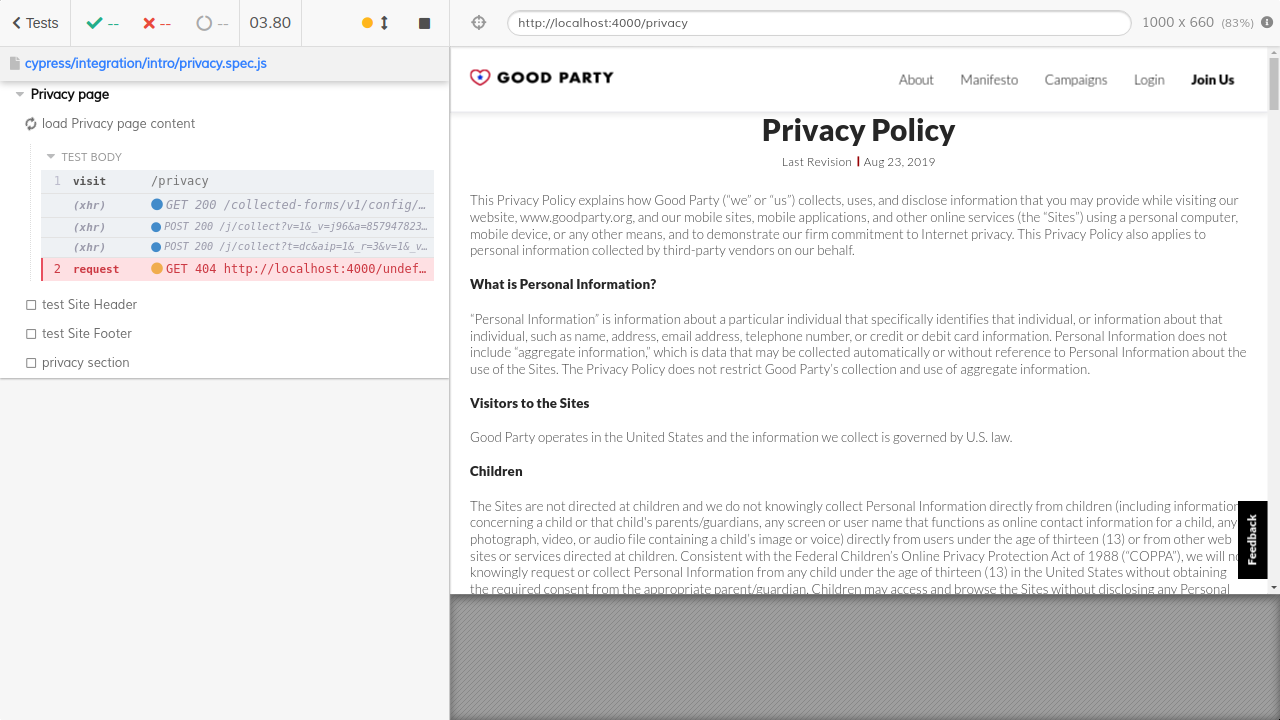 Tests
--
--
--
03.80
http://localhost:4000/privacy
1000 x 660 (83%)
cypress/integration/intro/privacy.spec.js
Privacy page
load Privacy page content
TEST BODY
1 visit /privacy
(xhr) GET 200 /collected-forms/v1/config/…
(xhr) POST 200 /j/collect?v=1&_v=j96&a=857947823…
(xhr) POST 200 /j/collect?t=dc&aip=1&_r=3&v=1&_v…
2 request GET 404 http://localhost:4000/undef…
test Site Header
test Site Footer
privacy section
GOOD PARTY
About Manifesto Campaigns Login Join Us
Privacy Policy
Last Revision | Aug 23, 2019
This Privacy Policy explains how Good Party (“we” or “us”) collects, uses, and disclose information that you may provide while visiting our
website, www.goodparty.org, and our mobile sites, mobile applications, and other online services (the “Sites”) using a personal computer,
mobile device, or any other means, and to demonstrate our firm commitment to Internet privacy. This Privacy Policy also applies to
personal information collected by third-party vendors on our behalf.
What is Personal Information?
“Personal Information” is information about a particular individual that specifically identifies that individual, or information about that
individual, such as name, address, email address, telephone number, or credit or debit card information. Personal Information does not
include “aggregate information,” which is data that may be collected automatically or without reference to Personal Information about the
use of the Sites. The Privacy Policy does not restrict Good Party’s collection and use of aggregate information.
Visitors to the Sites
Good Party operates in the United States and the information we collect is governed by U.S. law.
Children
The Sites are not directed at children and we do not knowingly collect Personal Information directly from children (including information
concerning a child or that child’s parents/guardians, any screen or user name that functions as online contact information for a child, any
photograph, video, or audio file containing a child’s image or voice) directly from users under the age of thirteen (13) or from other web
sites or services directed at children. Consistent with the Federal Children’s Online Privacy Protection Act of 1988 (“COPPA”), we will
knowingly request or collect Personal Information from any child under the age of thirteen (13) in the United States without obtaining
the required consent from the appropriate parent/guardian. Children may access and browse the Sites without disclosing any Personal
Feedback